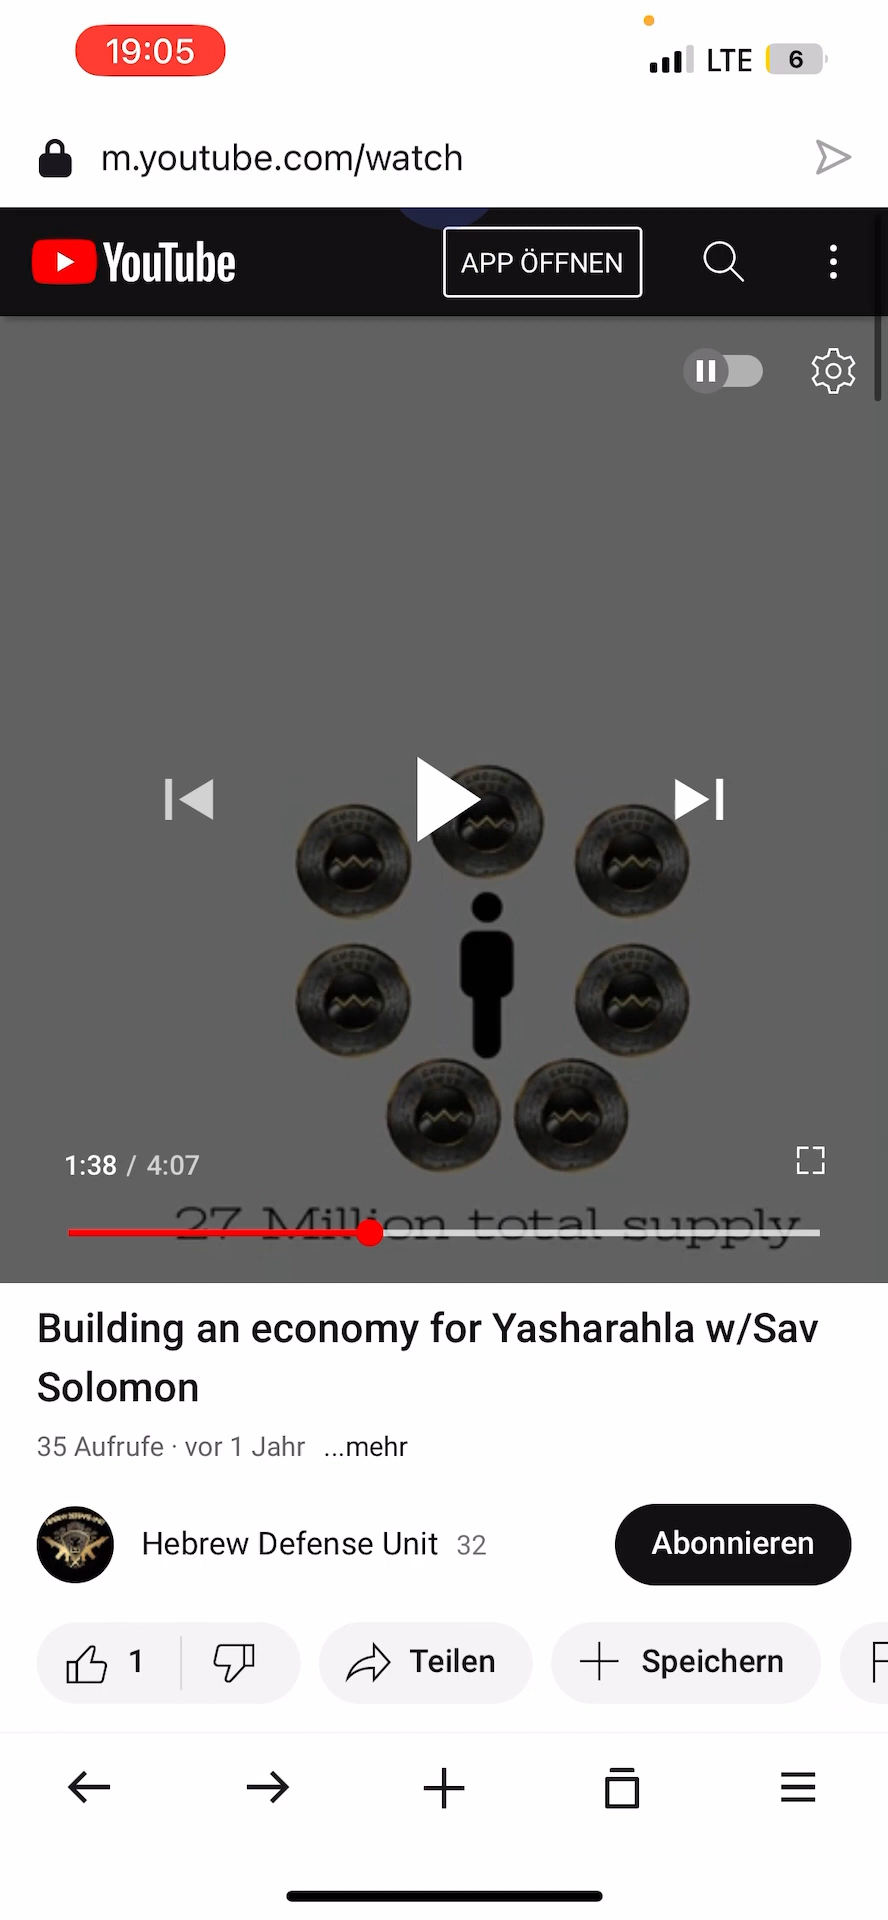 19:05
LTE 6
m.youtube.com/watch
YouTube
APP ÖFFNEN
1:38 / 4:07
27 Million total supply
Building an economy for Yasharahla w/Sav
Solomon
35 Aufrufe · vor 1 Jahr ...mehr
Hebrew Defense Unit 32
Abonnieren
1
Teilen
Speichern